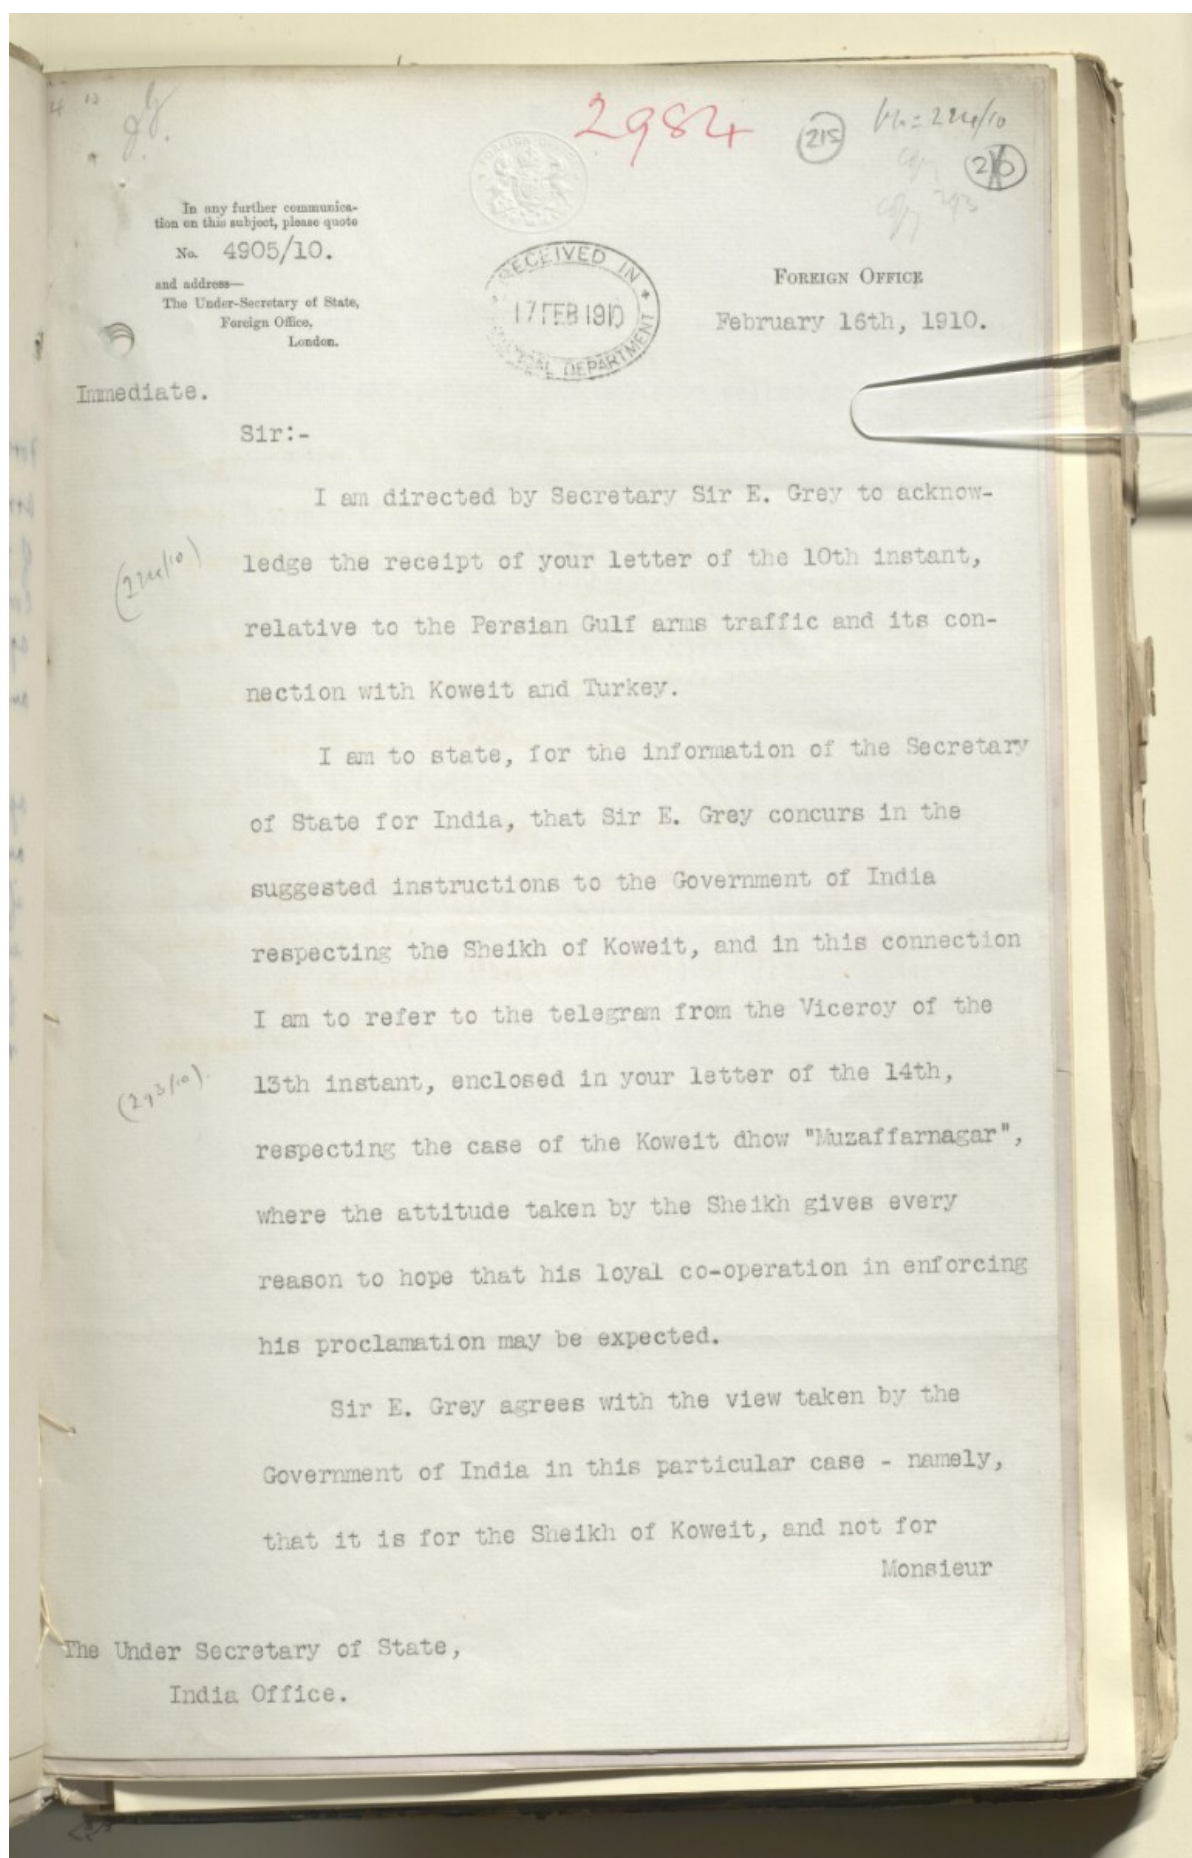 2984
215
In any further communica-
tion on this subject, please quote
No. 4905/10.
and address—
The Under-Secretary of State,
Foreign Office,
London.
RECEIVED IN
17 FEB 1910
DEPARTMENT
FOREIGN OFFICE
February 16th, 1910.
Immediate.
Sir:-
I am directed by Secretary Sir E. Grey to acknow-
ledge the receipt of your letter of the 10th instant,
relative to the Persian Gulf arms traffic and its con-
nection with Koweit and Turkey.
I am to state, for the information of the Secretary
of State for India, that Sir E. Grey concurs in the
suggested instructions to the Government of India
respecting the Sheikh of Koweit, and in this connection
I am to refer to the telegram from the Viceroy of the
(293/10).
13th instant, enclosed in your letter of the 14th,
respecting the case of the Koweit dhow "Muzaffarnagar",
where the attitude taken by the Sheikh gives every
reason to hope that his loyal co-operation in enforcing
his proclamation may be expected.
Sir E. Grey agrees with the view taken by the
Government of India in this particular case - namely,
that it is for the Sheikh of Koweit, and not for
Monsieur
The Under Secretary of State,
India Office.